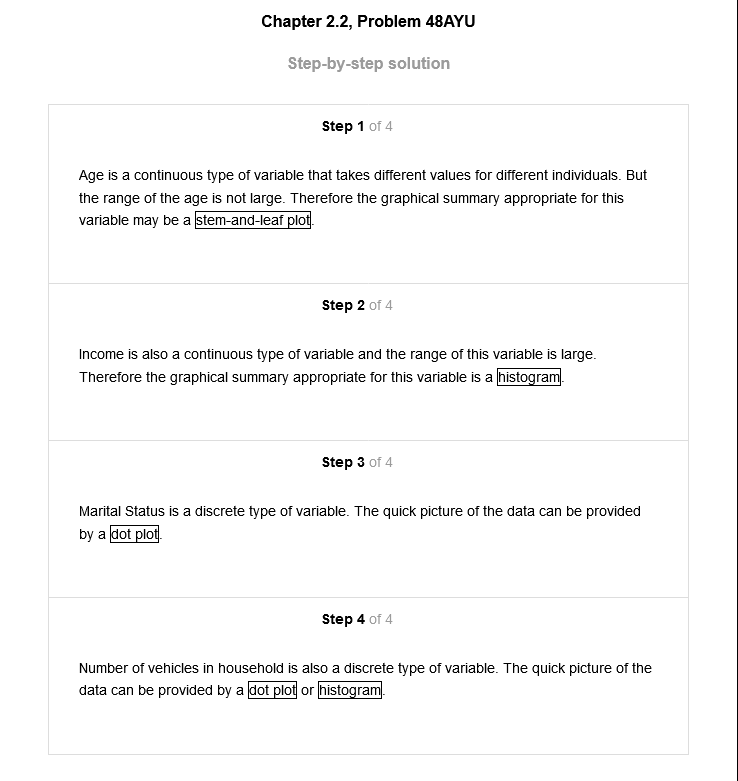 Chapter 2.2, Problem 48AYU
Step-by-step solution
Step 1 of 4
Age is a continuous type of variable that takes different values for different individuals. But
the range of the age is not large. Therefore the graphical summary appropriate for this
variable may be a stem-and-leaf plot.
Step 2 of 4
Income is also a continuous type of variable and the range of this variable is large.
Therefore the graphical summary appropriate for this variable is a histogram.
Step 3 of 4
Marital Status is a discrete type of variable. The quick picture of the data can be provided
by a dot plot.
Step 4 of 4
Number of vehicles in household is also a discrete type of variable. The quick picture of the
data can be provided by a dot plot or histogram.